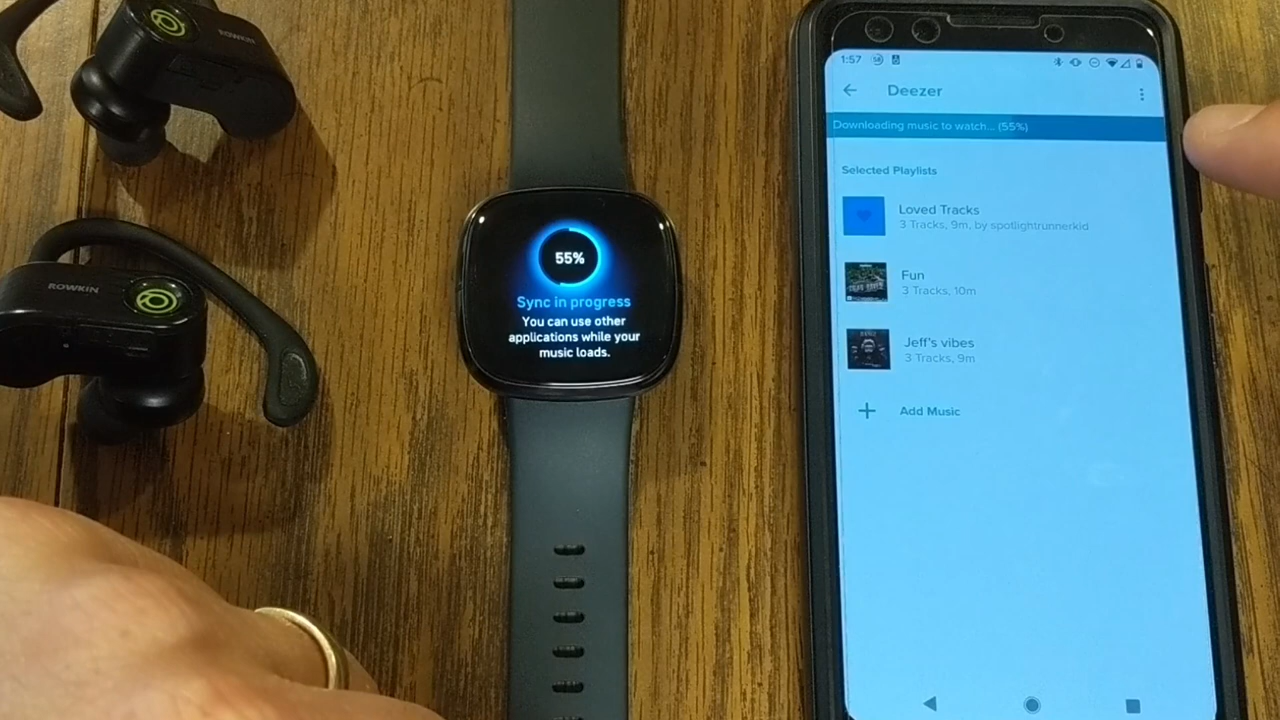 ROWKIN
ROWKIN
55%
Sync in progress
You can use other
applications while your
music loads.
1:57
58
Deezer
Downloading music to watch... (55%)
Selected Playlists
Loved Tracks
3 Tracks, 9m, by spotlightrunnerkid
Fun
3 Tracks, 10m
Jeff's vibes
3 Tracks, 9m
Add Music